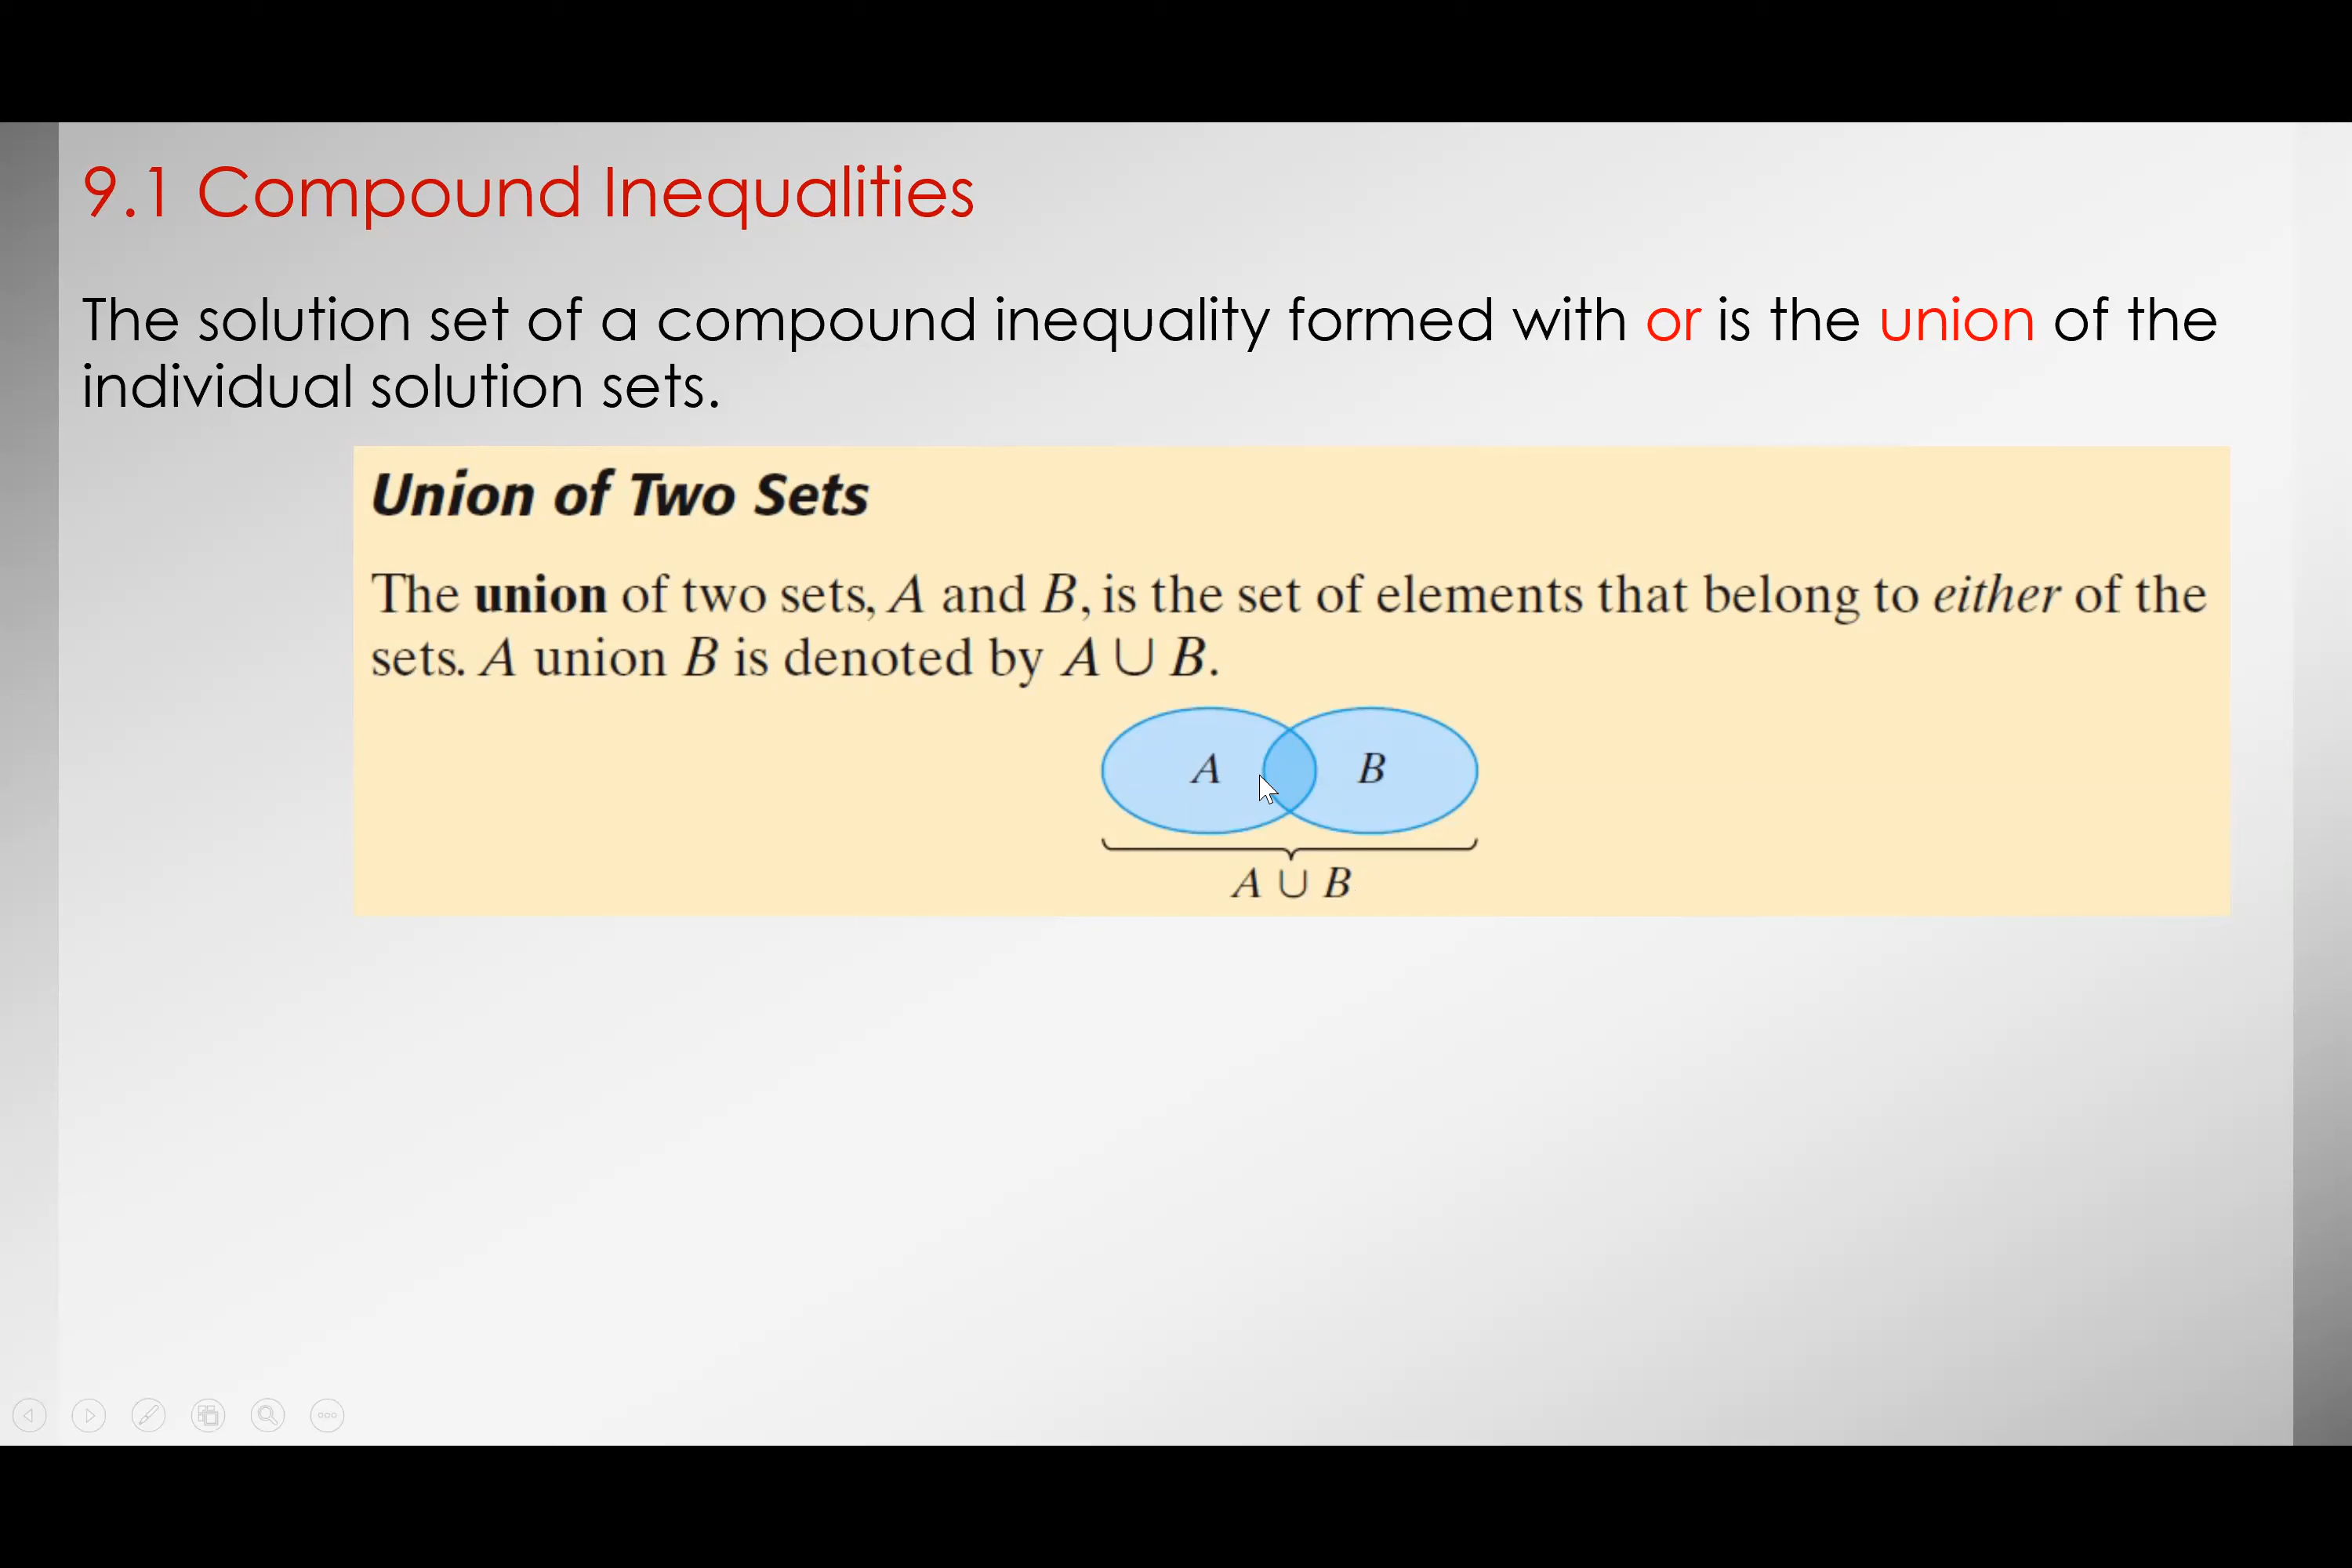 9.1 Compound Inequalities
The solution set of a compound inequality formed with or is the union of the
individual solution sets.
Union of Two Sets
The union of two sets, A and B, is the set of elements that belong to either of the
sets. A union B is denoted by A ∪ B.
A B
A ∪ B